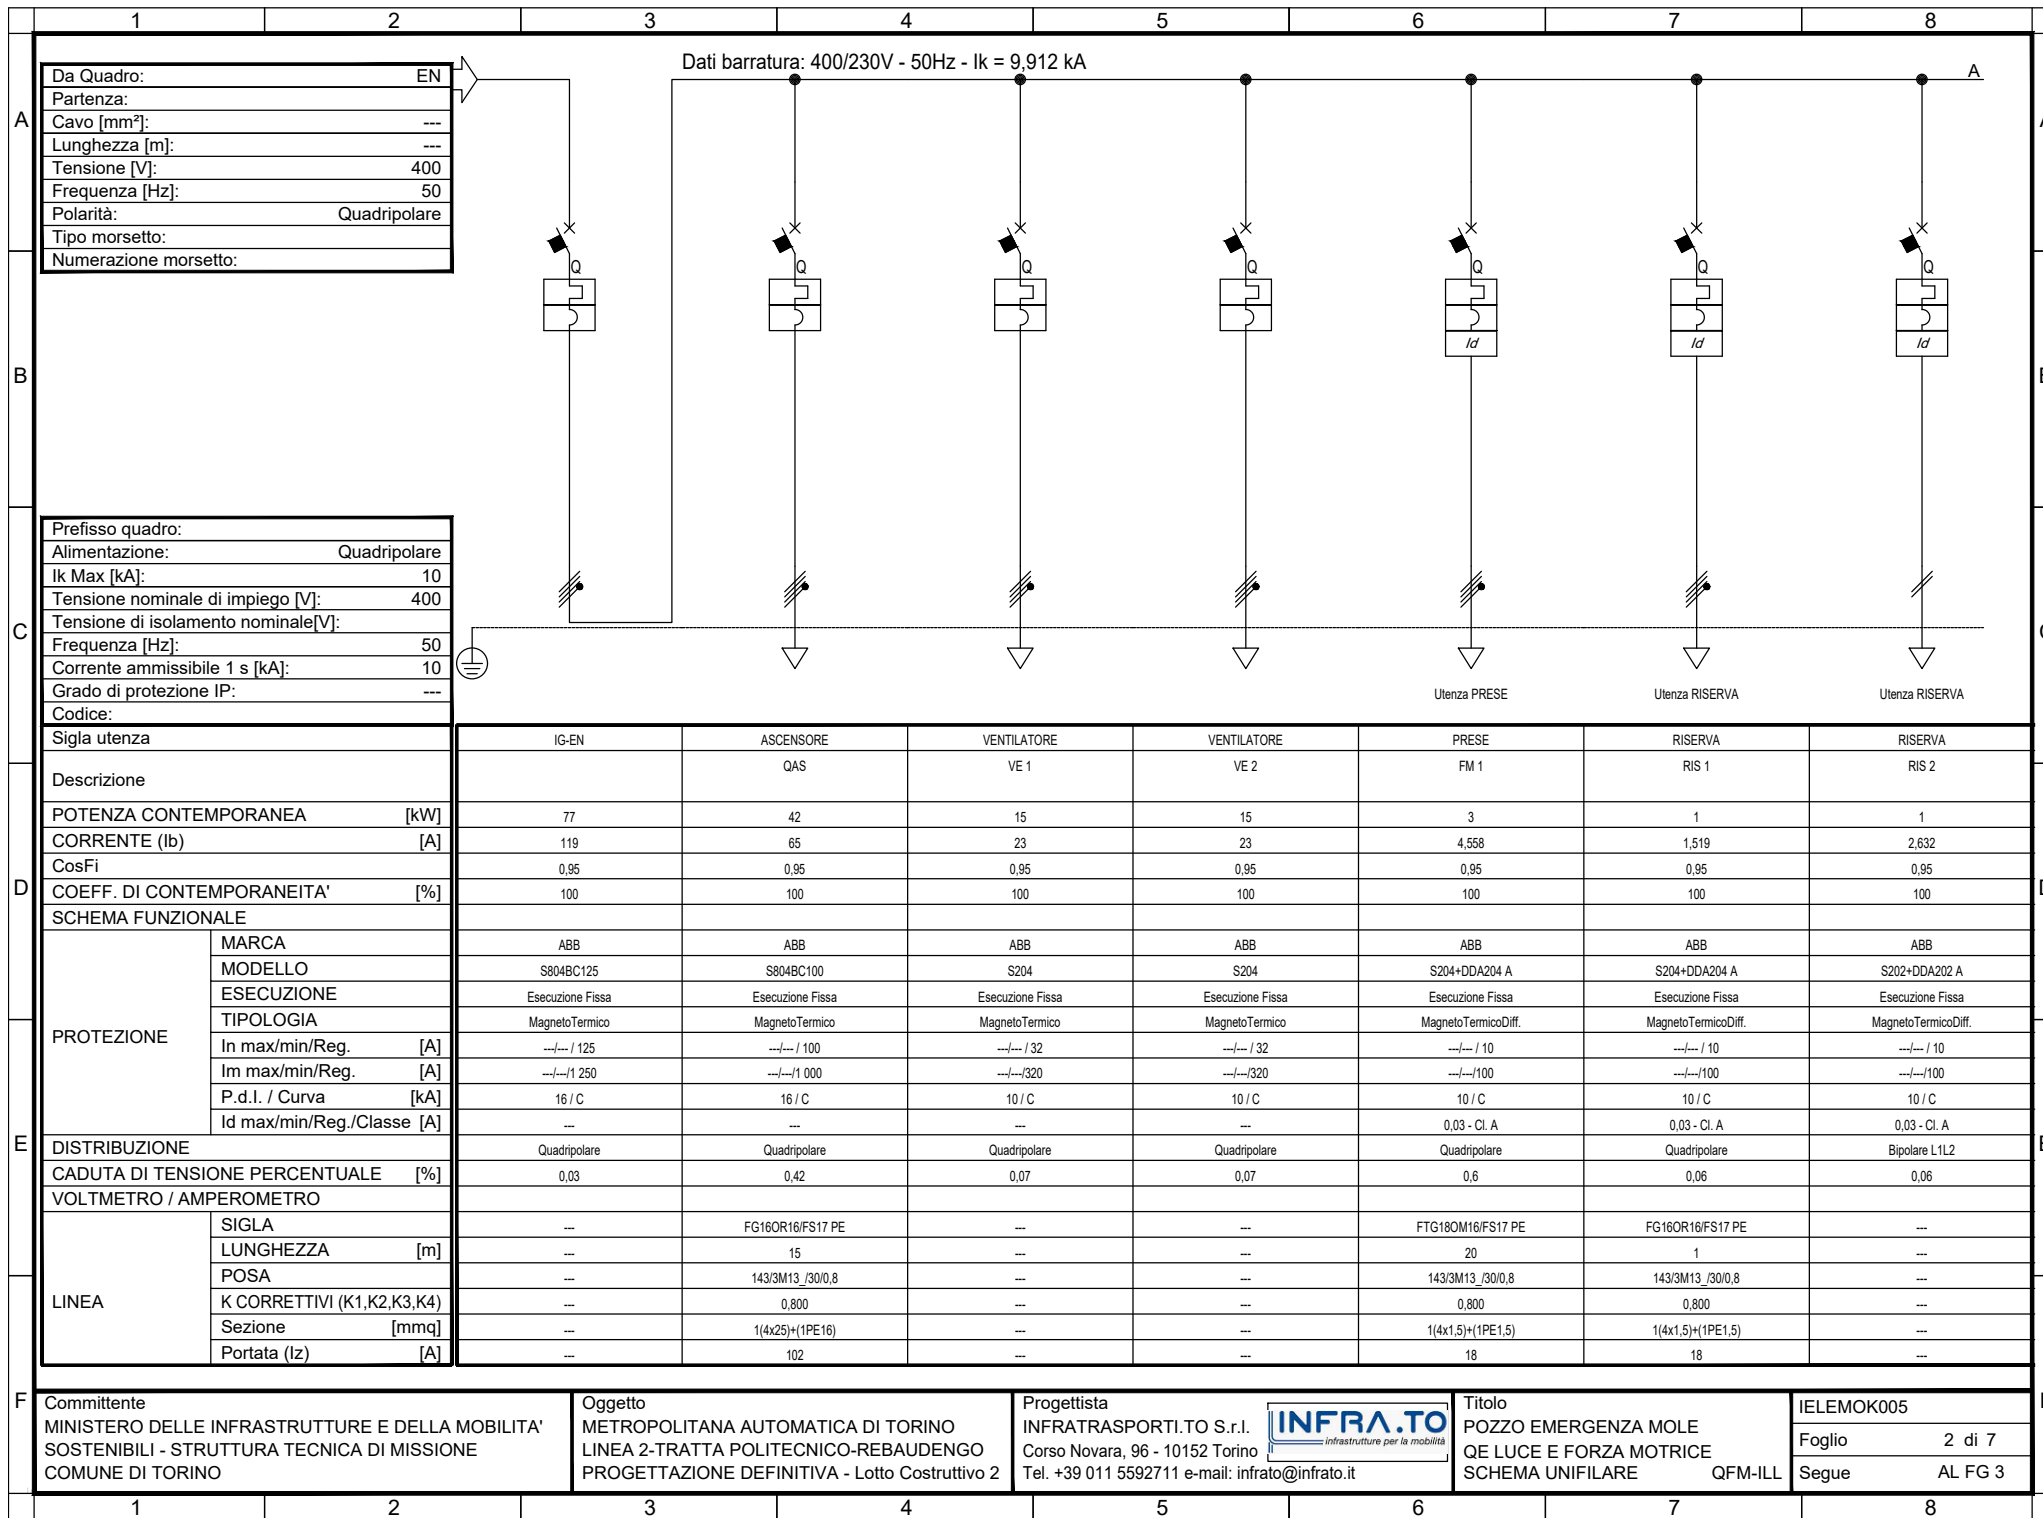 1 2 3 4 5 6 7 8
Dati barratura: 400/230V - 50Hz - Ik = 9,912 kA
A
Da Quadro: EN
Partenza:
Cavo [mm²]: ---
Lunghezza [m]: ---
Tensione [V]: 400
Frequenza [Hz]: 50
Polarità: Quadripolare
Tipo morsetto:
Numerazione morsetto:
A
B
C
D
E
F
Q Q Q Q Q Q Q
Id Id Id
Prefisso quadro:
Alimentazione: Quadripolare
Ik Max [kA]: 10
Tensione nominale di impiego [V]: 400
Tensione di isolamento nominale[V]:
Frequenza [Hz]: 50
Corrente ammissibile 1 s [kA]: 10
Grado di protezione IP: ---
Codice:
Utenza PRESE Utenza RISERVA Utenza RISERVA
Sigla utenza IG-EN ASCENSORE VENTILATORE VENTILATORE PRESE RISERVA RISERVA
Descrizione QAS VE 1 VE 2 FM 1 RIS 1 RIS 2
POTENZA CONTEMPORANEA [kW] 77 42 15 15 3 1 1
CORRENTE (Ib) [A] 119 65 23 23 4,558 1,519 2,632
CosFi 0,95 0,95 0,95 0,95 0,95 0,95 0,95
COEFF. DI CONTEMPORANEITA' [%] 100 100 100 100 100 100 100
SCHEMA FUNZIONALE
PROTEZIONE
MARCA ABB ABB ABB ABB ABB ABB ABB
MODELLO S804BC125 S804BC100 S204 S204 S204+DDA204 A S204+DDA204 A S202+DDA202 A
ESECUZIONE Esecuzione Fissa Esecuzione Fissa Esecuzione Fissa Esecuzione Fissa Esecuzione Fissa Esecuzione Fissa Esecuzione Fissa
TIPOLOGIA MagnetoTermico MagnetoTermico MagnetoTermico MagnetoTermico MagnetoTermicoDiff. MagnetoTermicoDiff. MagnetoTermicoDiff.
In max/min/Reg. [A] ---/--- / 125 ---/--- / 100 ---/--- / 32 ---/--- / 32 ---/--- / 10 ---/--- / 10 ---/--- / 10
Im max/min/Reg. [A] ---/---/1 250 ---/---/1 000 ---/---/320 ---/---/320 ---/---/100 ---/---/100 ---/---/100
P.d.I. / Curva [kA] 16 / C 16 / C 10 / C 10 / C 10 / C 10 / C 10 / C
Id max/min/Reg./Classe [A] --- --- --- --- 0,03 - Cl. A 0,03 - Cl. A 0,03 - Cl. A
DISTRIBUZIONE Quadripolare Quadripolare Quadripolare Quadripolare Quadripolare Quadripolare Bipolare L1L2
CADUTA DI TENSIONE PERCENTUALE [%] 0,03 0,42 0,07 0,07 0,6 0,06 0,06
VOLTMETRO / AMPEROMETRO
LINEA
SIGLA --- FG16OR16/FS17 PE --- --- FTG18OM16/FS17 PE FG16OR16/FS17 PE ---
LUNGHEZZA [m] --- 15 --- --- 20 1 ---
POSA --- 143/3M13_/30/0,8 --- --- 143/3M13_/30/0,8 143/3M13_/30/0,8 ---
K CORRETTIVI (K1,K2,K3,K4) --- 0,800 --- --- 0,800 0,800 ---
Sezione [mmq] --- 1(4x25)+(1PE16) --- --- 1(4x1,5)+(1PE1,5) 1(4x1,5)+(1PE1,5) ---
Portata (Iz) [A] --- 102 --- --- 18 18 ---
Committente
MINISTERO DELLE INFRASTRUTTURE E DELLA MOBILITA'
SOSTENIBILI - STRUTTURA TECNICA DI MISSIONE
COMUNE DI TORINO
Oggetto
METROPOLITANA AUTOMATICA DI TORINO
LINEA 2-TRATTA POLITECNICO-REBAUDENGO
PROGETTAZIONE DEFINITIVA - Lotto Costruttivo 2
Progettista
INFRATRASPORTI.TO S.r.l.
Corso Novara, 96 - 10152 Torino
Tel. +39 011 5592711 e-mail: infrato@infrato.it
INFRA.TO
infrastrutture per la mobilità
Titolo
POZZO EMERGENZA MOLE
QE LUCE E FORZA MOTRICE
SCHEMA UNIFILARE QFM-ILL
IELEMOK005
Foglio 2 di 7
Segue AL FG 3
1 2 3 4 5 6 7 8